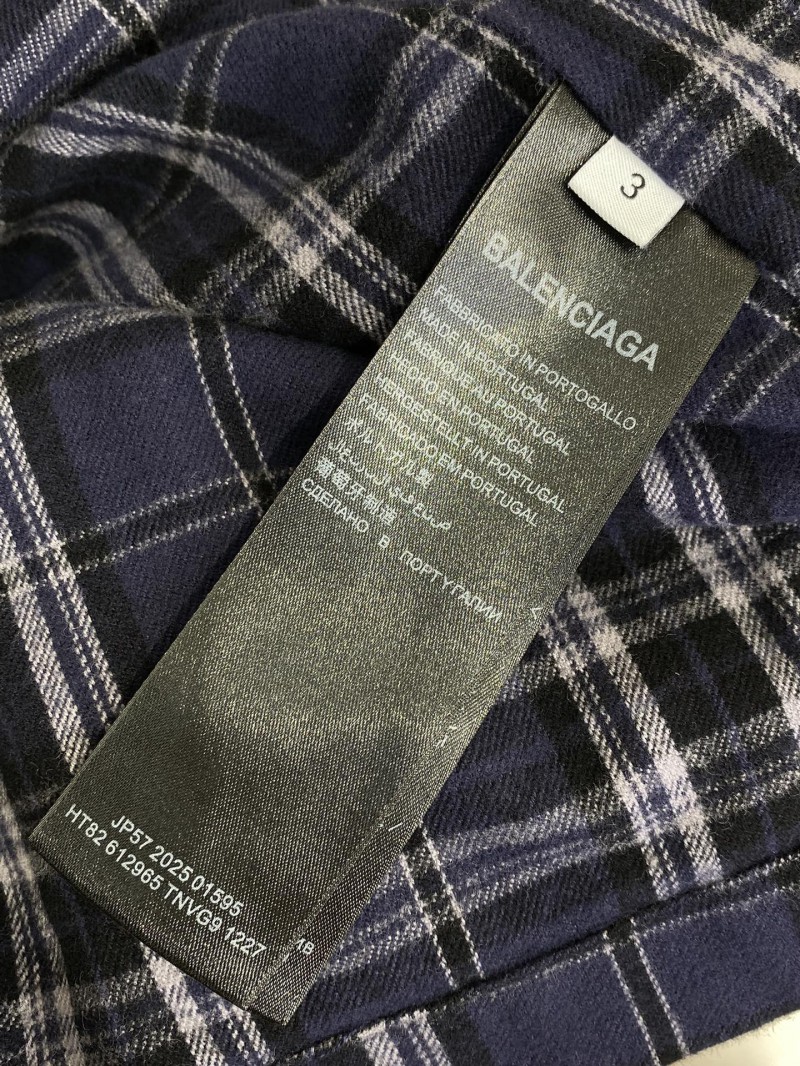 3
BALENCIAGA
FABBRICATO IN PORTOGALLO
MADE IN PORTUGAL
FABRIQUE AU PORTUGAL
HECHO EN PORTUGAL
HERGESTELLT IN PORTUGAL
FABRICADO EM PORTUGAL
ポルトガル製
صنع في البرتغال
葡萄牙制造
СДЕЛАНО В ПОРТУГАЛИИ
JP57 2025 01595
HT82 612965 TNVG9 1227
1B